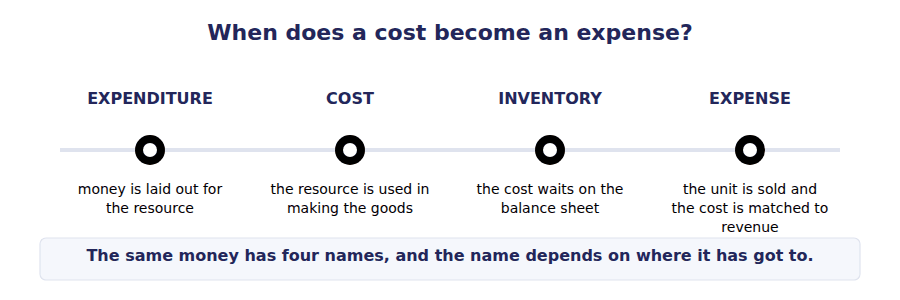 When does a cost become an expense?
EXPENDITURE
money is laid out for
the resource
COST
the resource is used in
making the goods
INVENTORY
the cost waits on the
balance sheet
EXPENSE
the unit is sold and
the cost is matched to
revenue
The same money has four names, and the name depends on where it has got to.